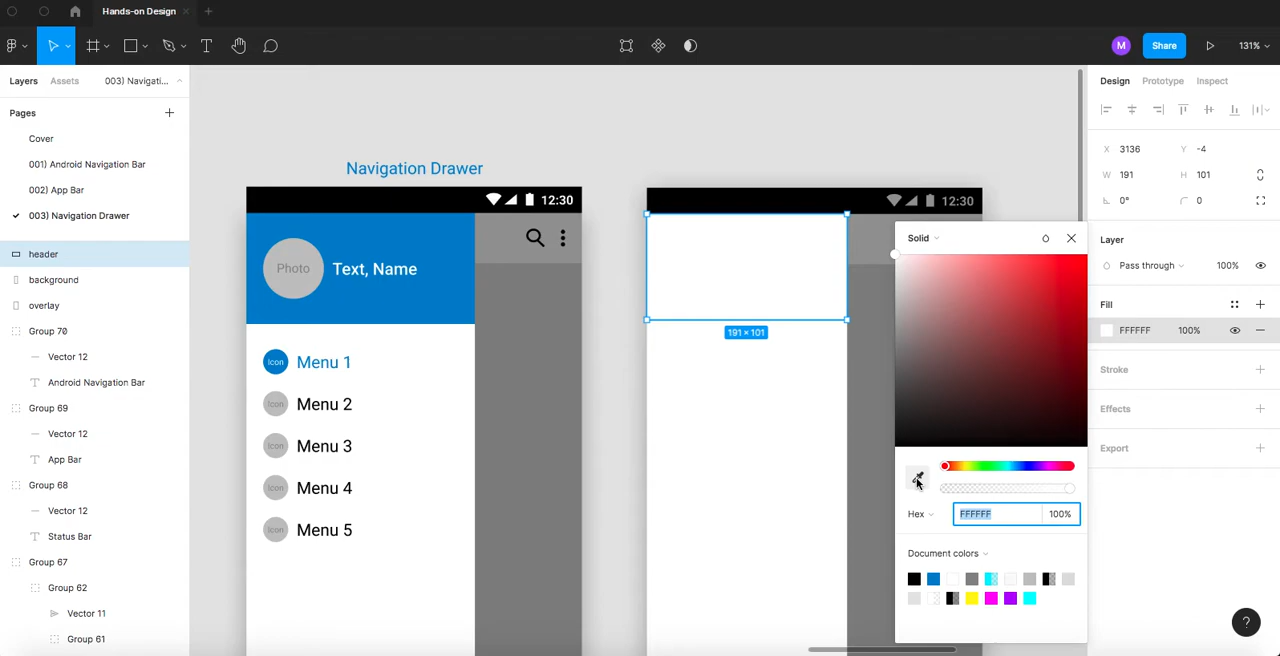 Hands-on Design
M
Share
131%
Layers
Assets
003) Navigati...
Pages
Cover
001) Android Navigation Bar
002) App Bar
003) Navigation Drawer
header
background
overlay
Group 70
Vector 12
Android Navigation Bar
Group 69
Vector 12
App Bar
Group 68
Vector 12
Status Bar
Group 67
Group 62
Vector 11
Group 61
Navigation Drawer
12:30
Photo
Text, Name
Icon
Menu 1
Icon
Menu 2
Icon
Menu 3
Icon
Menu 4
Icon
Menu 5
12:30
191 × 101
Solid
Hex
FFFFFF
100%
Document colors
Design
Prototype
Inspect
X
3136
Y
-4
W
191
H
101
0°
0
Layer
Pass through
100%
Fill
FFFFFF
100%
Stroke
Effects
Export
?